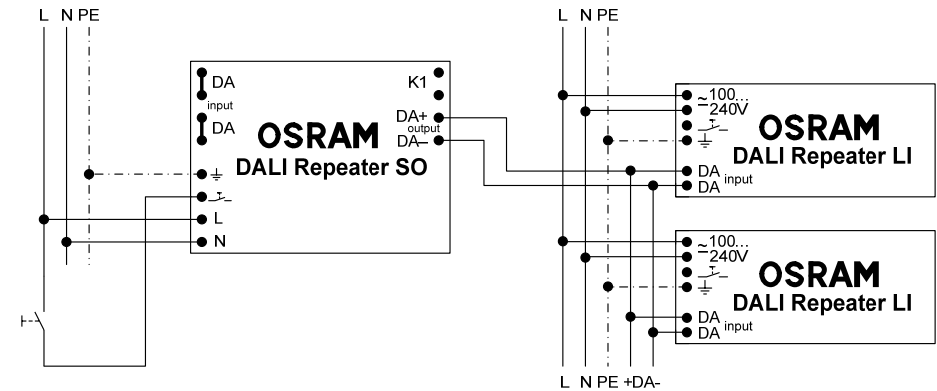 L N PE
DA
input
DA
K1
DA+
output
DA–
OSRAM
DALI Repeater SO
L
N
L N PE
~100...
240V
OSRAM
DALI Repeater LI
DA
DA
input
~100...
240V
OSRAM
DALI Repeater LI
DA
DA
input
L N PE +DA-